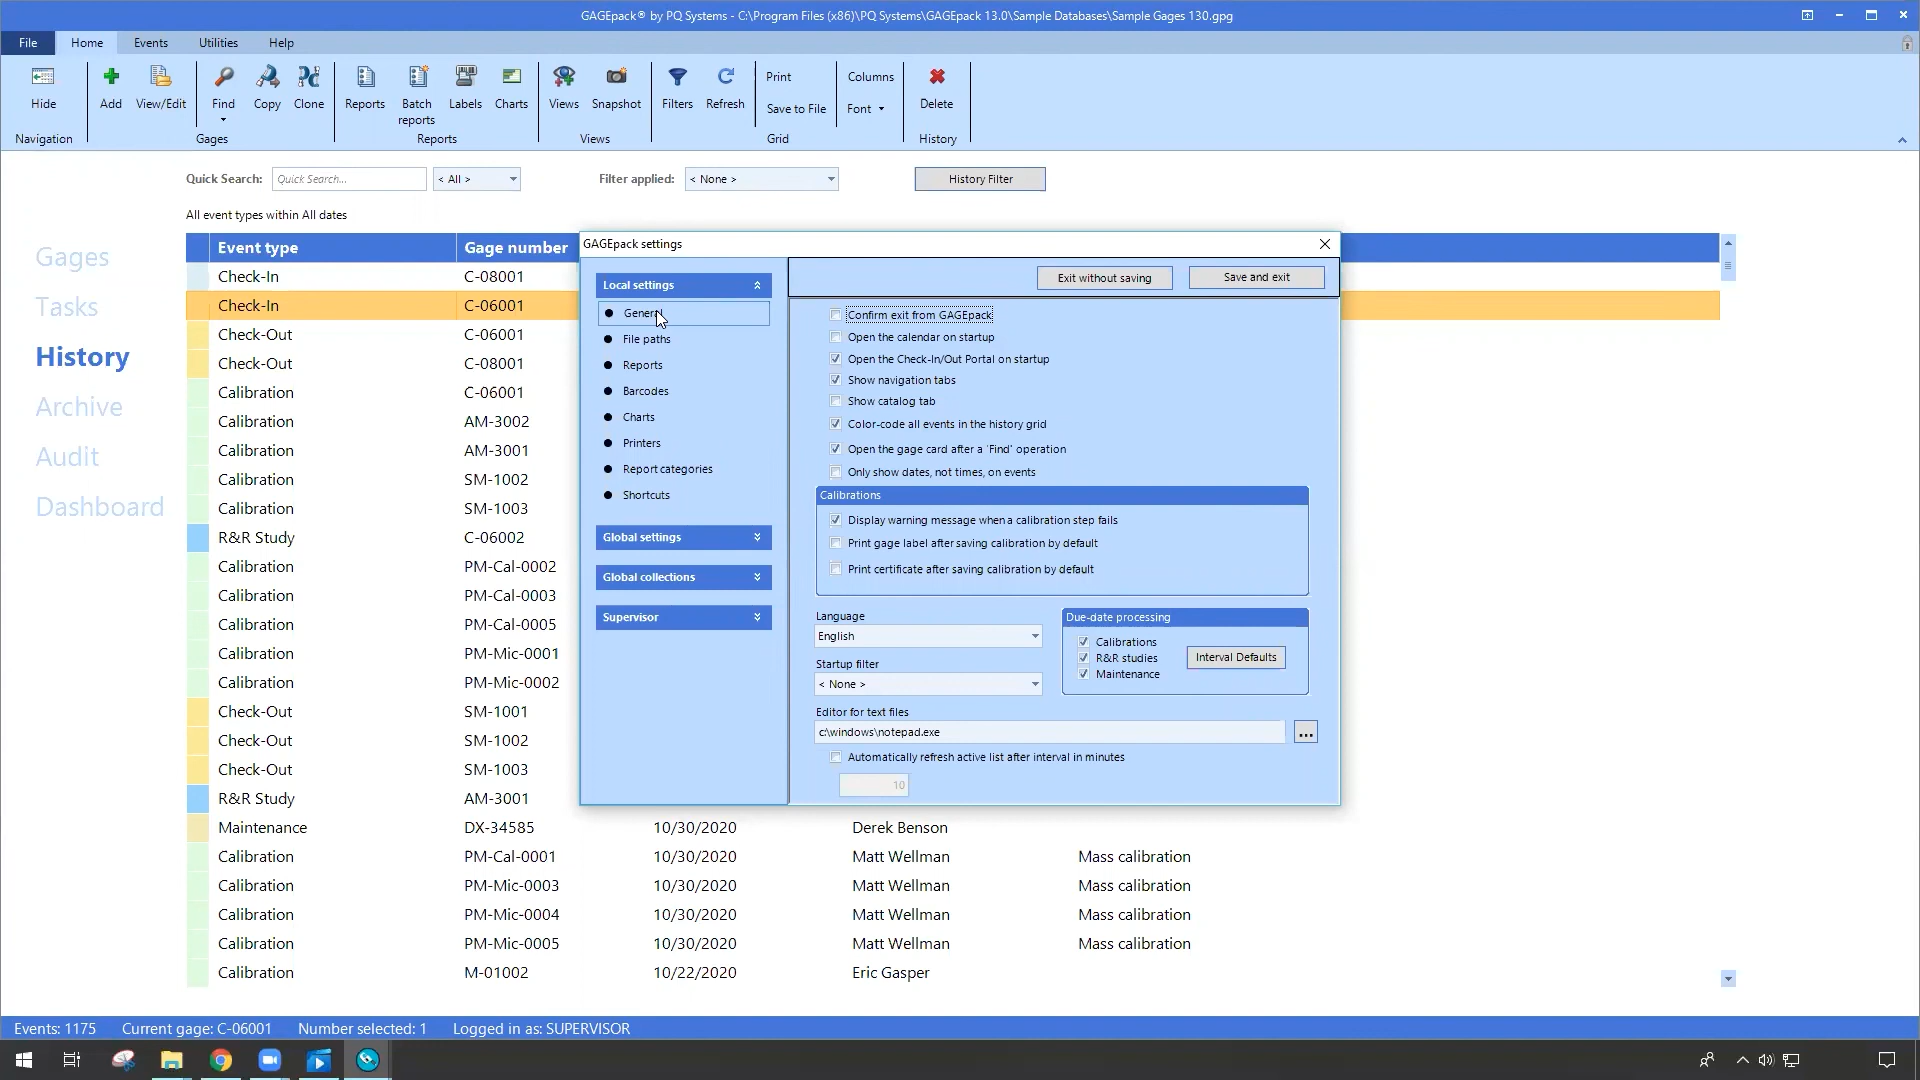 GAGEpack® by PQ Systems - C:\Program Files (x86)\PQ Systems\GAGEpack 13.0\Sample Databases\Sample Gages 130.gpg
File Home Events Utilities Help
Hide Add View/Edit Find Copy Clone Reports Batch reports Labels Charts Views Snapshot Filters Refresh Print Save to File Columns Font Delete
Navigation Gages Reports Views Grid History
Quick Search: Quick Search... < All > Filter applied: < None > History Filter
All event types within All dates
Gages
Tasks
History
Archive
Audit
Dashboard
Event type Gage number
Check-In C-08001
Check-In C-06001
Check-Out C-06001
Check-Out C-08001
Calibration C-06001
Calibration AM-3002
Calibration AM-3001
Calibration SM-1002
Calibration SM-1003
R&R Study C-06002
Calibration PM-Cal-0002
Calibration PM-Cal-0003
Calibration PM-Cal-0005
Calibration PM-Mic-0001
Calibration PM-Mic-0002
Check-Out SM-1001
Check-Out SM-1002
Check-Out SM-1003
R&R Study AM-3001
Maintenance DX-34585 10/30/2020 Derek Benson
Calibration PM-Cal-0001 10/30/2020 Matt Wellman Mass calibration
Calibration PM-Mic-0003 10/30/2020 Matt Wellman Mass calibration
Calibration PM-Mic-0004 10/30/2020 Matt Wellman Mass calibration
Calibration PM-Mic-0005 10/30/2020 Matt Wellman Mass calibration
Calibration M-01002 10/22/2020 Eric Gasper
GAGEpack settings
Local settings
General
File paths
Reports
Barcodes
Charts
Printers
Report categories
Shortcuts
Global settings
Global collections
Supervisor
Exit without saving Save and exit
Confirm exit from GAGEpack
Open the calendar on startup
Open the Check-In/Out Portal on startup
Show navigation tabs
Show catalog tab
Color-code all events in the history grid
Open the gage card after a 'Find' operation
Only show dates, not times, on events
Calibrations
Display warning message when a calibration step fails
Print gage label after saving calibration by default
Print certificate after saving calibration by default
Language
English
Startup filter
< None >
Due-date processing
Calibrations
R&R studies
Maintenance
Interval Defaults
Editor for text files
c:\windows\notepad.exe ...
Automatically refresh active list after interval in minutes
10
Events: 1175 Current gage: C-06001 Number selected: 1 Logged in as: SUPERVISOR